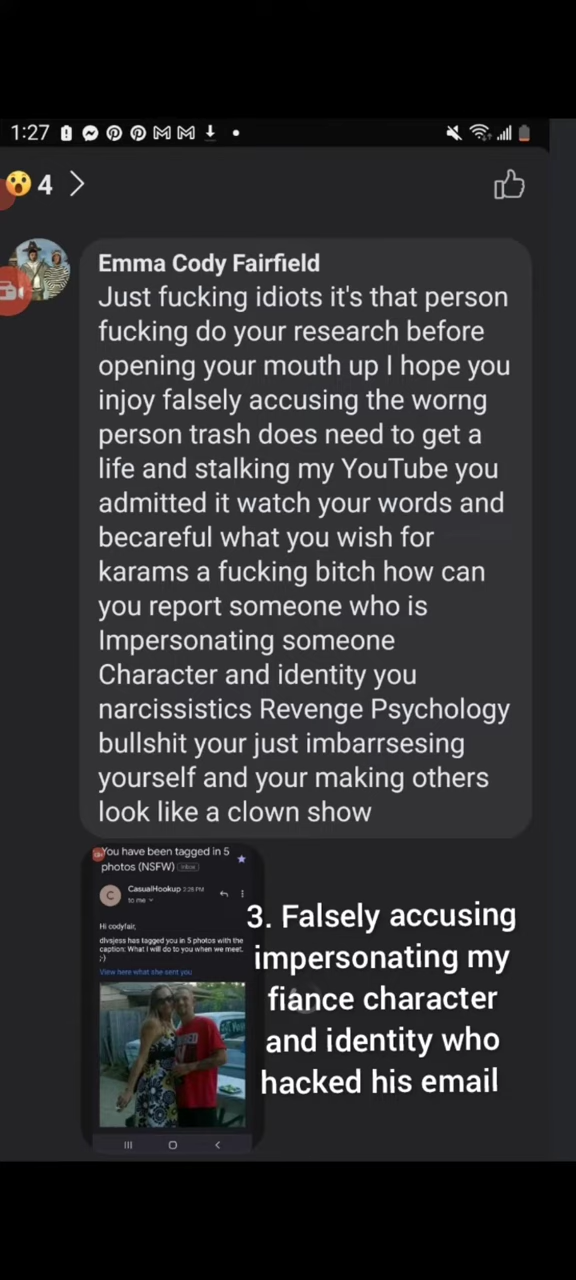 1:27
4
Emma Cody Fairfield
Just fucking idiots it's that person
fucking do your research before
opening your mouth up I hope you
injoy falsely accusing the worng
person trash does need to get a
life and stalking my YouTube you
admitted it watch your words and
becareful what you wish for
karams a fucking bitch how can
you report someone who is
Impersonating someone
Character and identity you
narcissistics Revenge Psychology
bullshit your just imbarrsesing
yourself and your making others
look like a clown show
You have been tagged in 5
photos (NSFW) Inbox
C
CasualHookup 2:28 PM
to me
Hi codyfair,
dlvsjess has tagged you in 5 photos with the
caption: What I will do to you when we meet.
;-)
View here what she sent you
3. Falsely accusing
impersonating my
fiance character
and identity who
hacked his email